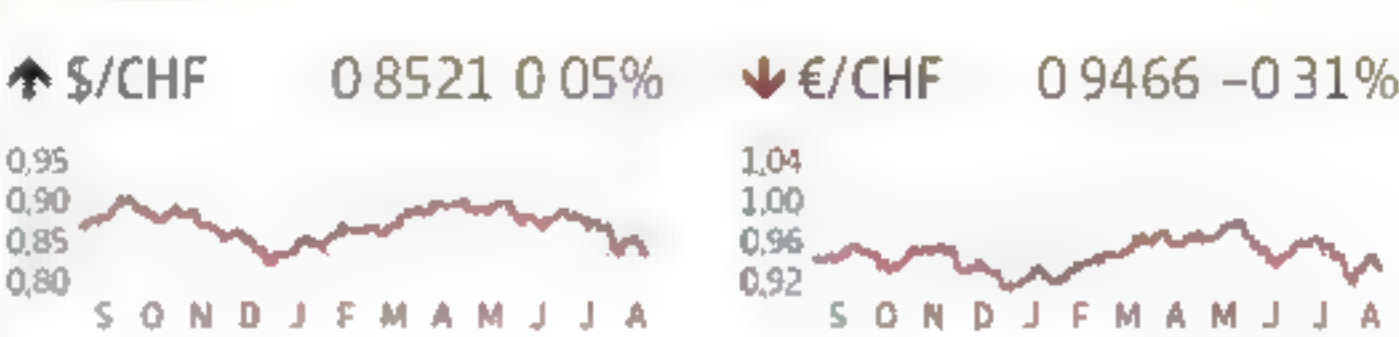 $/CHF 0 8521 0 05%
0,95
0,90
0,85
0,80
S O N D J F M A M J J A
€/CHF 0 9466 –0 31%
1,04
1,00
0,96
0,92
S O N D J F M A M J J A